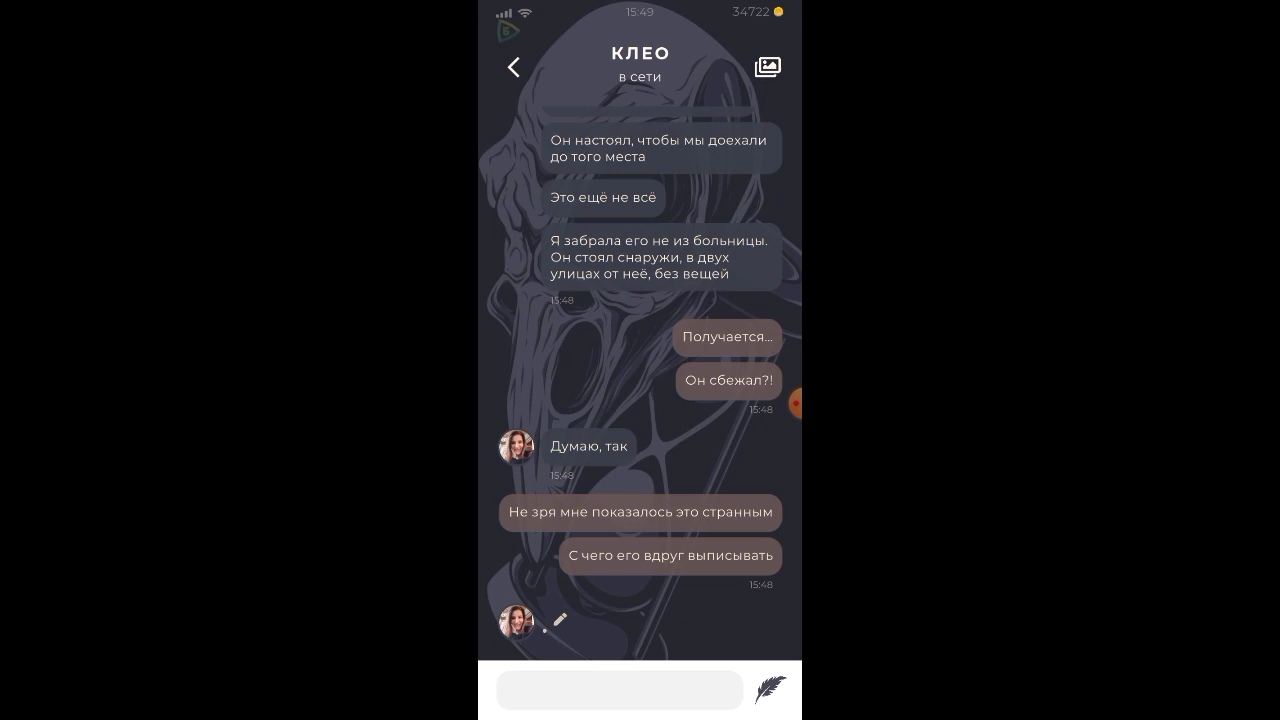 15:49
34722
КЛЕО
в сети
Он настоял, чтобы мы доехали
до того места
Это ещё не всё
Я забрала его не из больницы.
Он стоял снаружи, в двух
улицах от неё, без вещей
15:48
Получается...
Он сбежал?!
15:48
Думаю, так
15:48
Не зря мне показалось это странным
С чего его вдруг выписывать
15:48